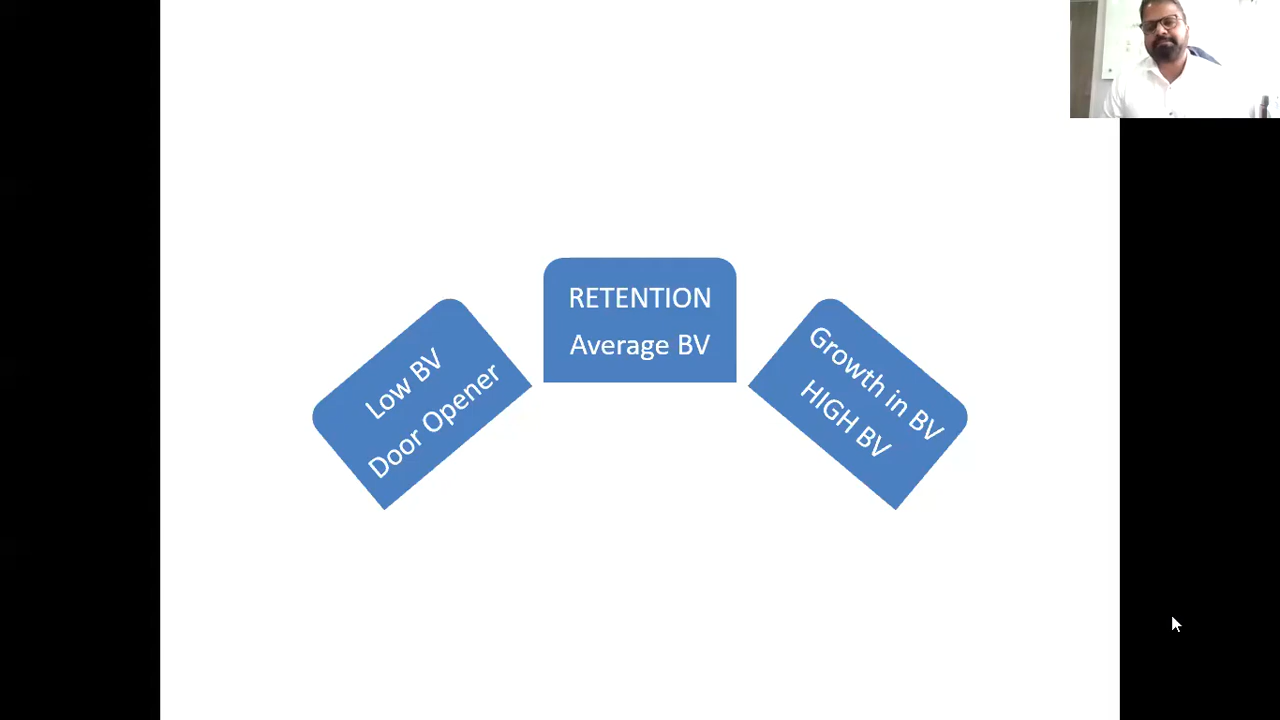 Low BV
Door Opener
RETENTION
Average BV
Growth in BV
HIGH BV